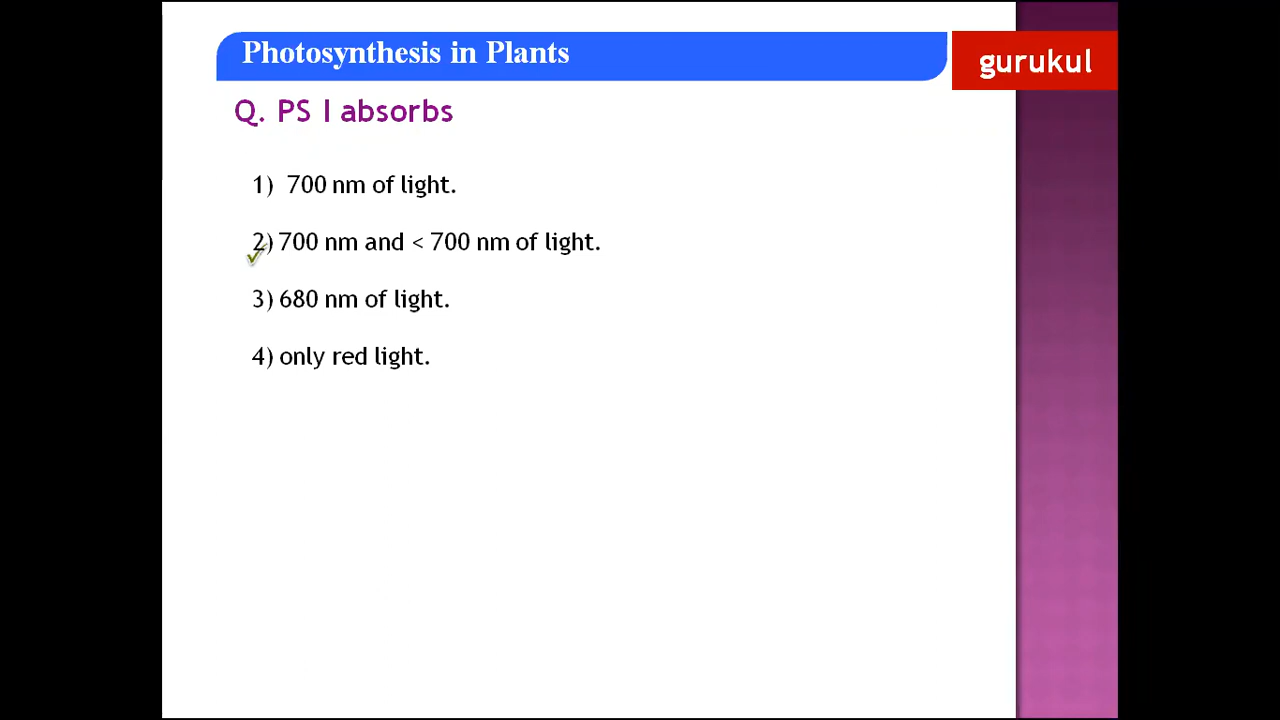 Photosynthesis in Plants
gurukul
Q. PS I absorbs
1) 700 nm of light.
2) 700 nm and < 700 nm of light.
3) 680 nm of light.
4) only red light.